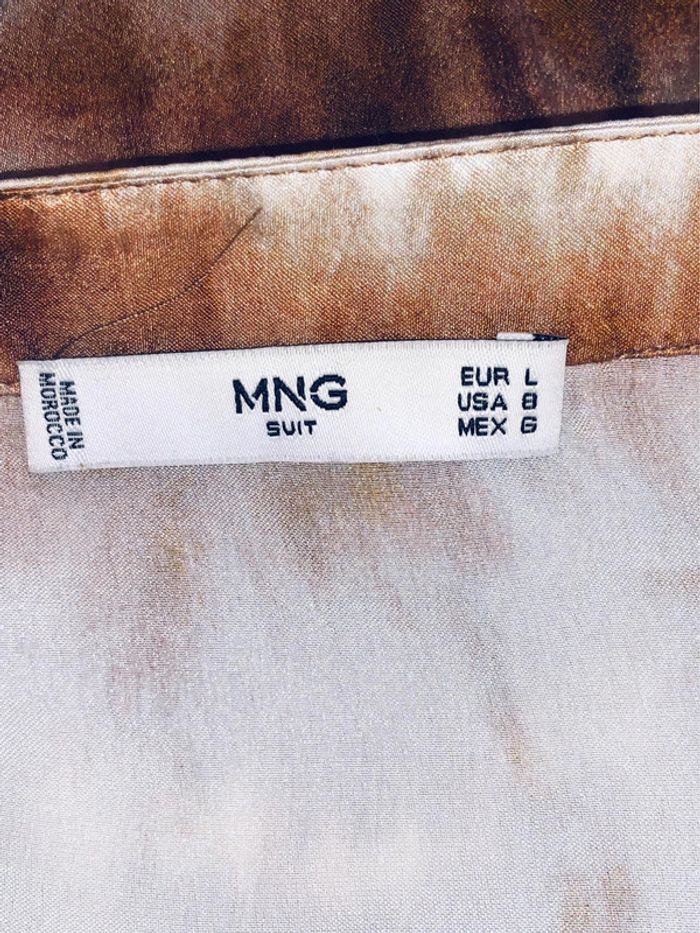 MADE IN
MOROCCO
MNG
SUIT
EUR L
USA 8
MEX G